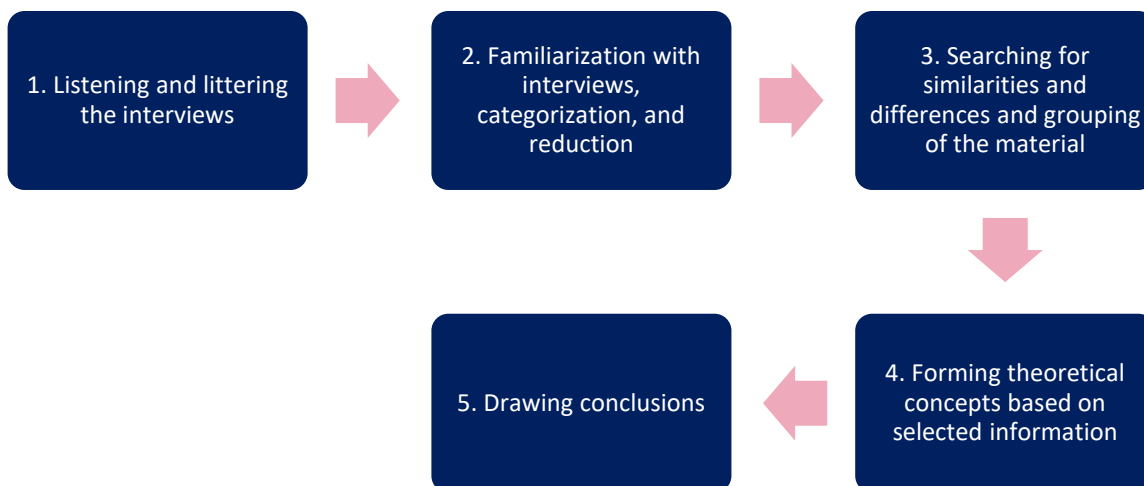 1. Listening and littering
the interviews
2. Familiarization with
interviews,
categorization, and
reduction
3. Searching for
similarities and
differences and grouping
of the material
4. Forming theoretical
concepts based on
selected information
5. Drawing conclusions